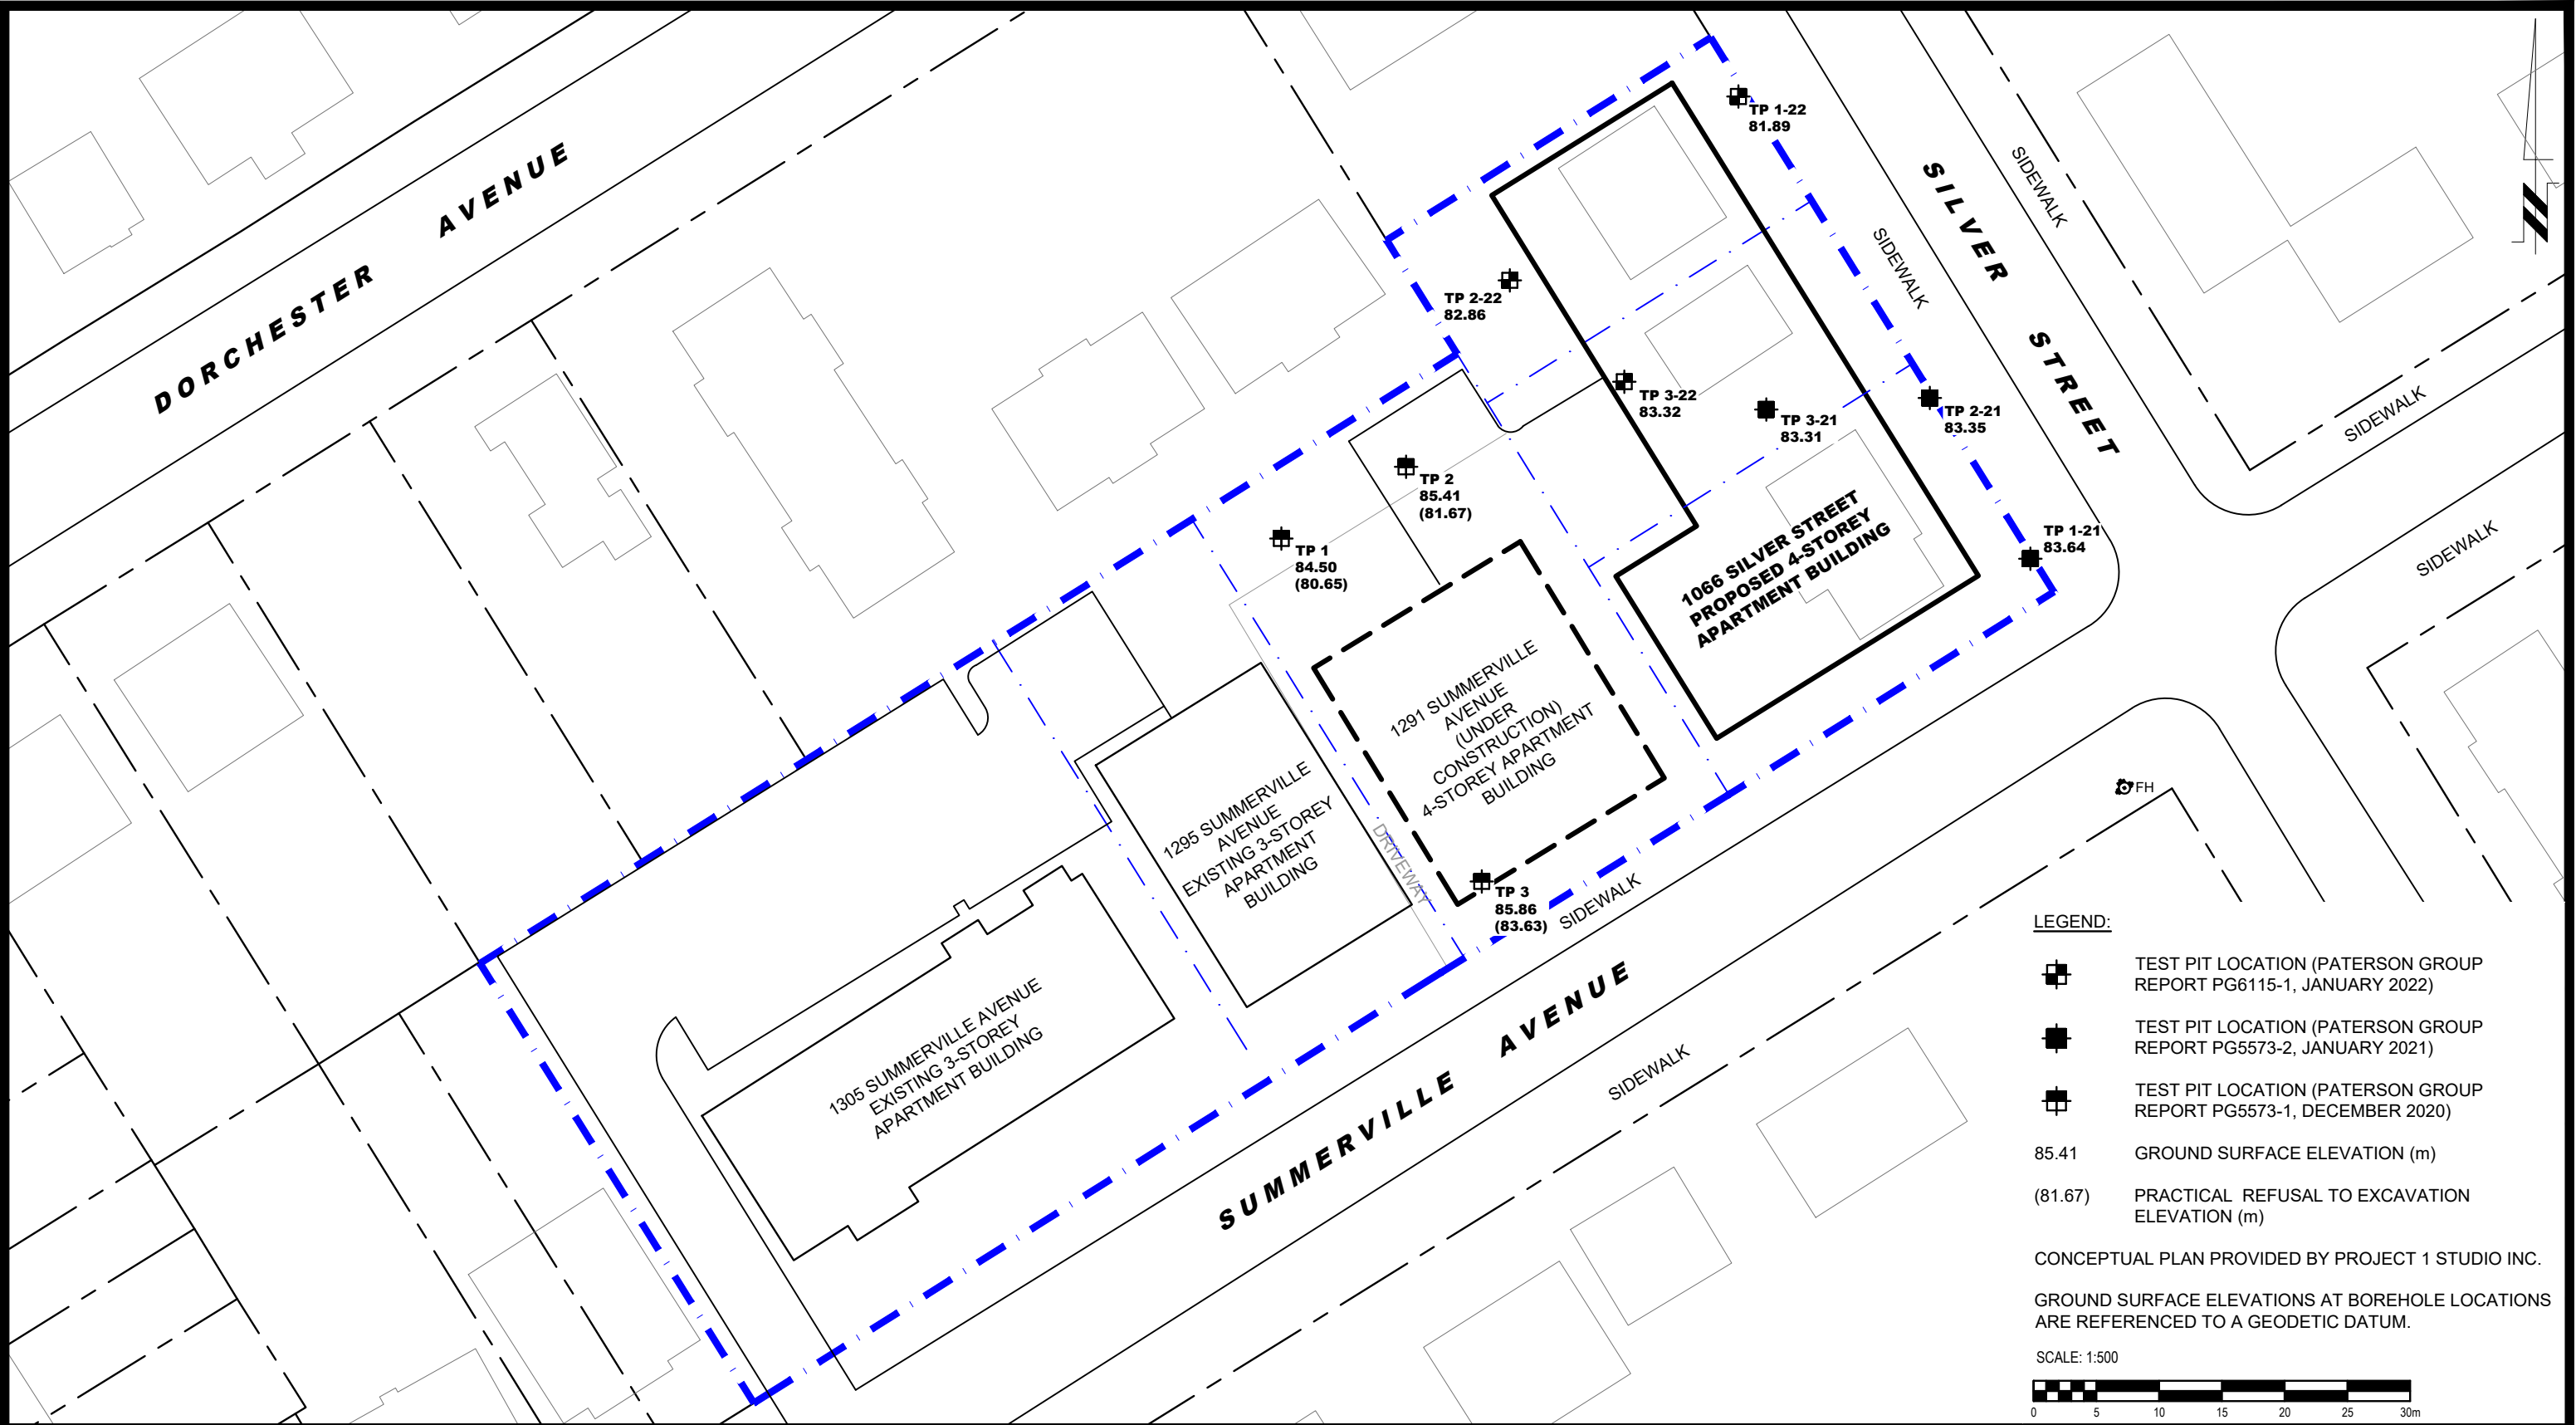 DORCHESTER AVENUE
TP 1-22
81.89
SILVER STREET
SIDEWALK
SIDEWALK
TP 2-22
82.86
TP 3-22
83.32
TP 3-21
83.31
TP 2-21
83.35
SIDEWALK
TP 2
85.41
(81.67)
TP 1
84.50
(80.65)
TP 1-21
83.64
SIDEWALK
1066 SILVER STREET
PROPOSED 4-STOREY
APARTMENT BUILDING
1291 SUMMERVILLE
AVENUE
(UNDER
CONSTRUCTION)
4-STOREY APARTMENT
BUILDING
1295 SUMMERVILLE
AVENUE
EXISTING 3-STOREY
APARTMENT
BUILDING
DRIVEWAY
FH
TP 3
85.86
(83.63)
SIDEWALK
1305 SUMMERVILLE AVENUE
EXISTING 3-STOREY
APARTMENT BUILDING
SUMMERVILLE AVENUE
SIDEWALK
LEGEND:
TEST PIT LOCATION (PATERSON GROUP
REPORT PG6115-1, JANUARY 2022)
TEST PIT LOCATION (PATERSON GROUP
REPORT PG5573-2, JANUARY 2021)
TEST PIT LOCATION (PATERSON GROUP
REPORT PG5573-1, DECEMBER 2020)
85.41 GROUND SURFACE ELEVATION (m)
(81.67) PRACTICAL REFUSAL TO EXCAVATION
ELEVATION (m)
CONCEPTUAL PLAN PROVIDED BY PROJECT 1 STUDIO INC.
GROUND SURFACE ELEVATIONS AT BOREHOLE LOCATIONS
ARE REFERENCED TO A GEODETIC DATUM.
SCALE: 1:500
0 5 10 15 20 25 30m